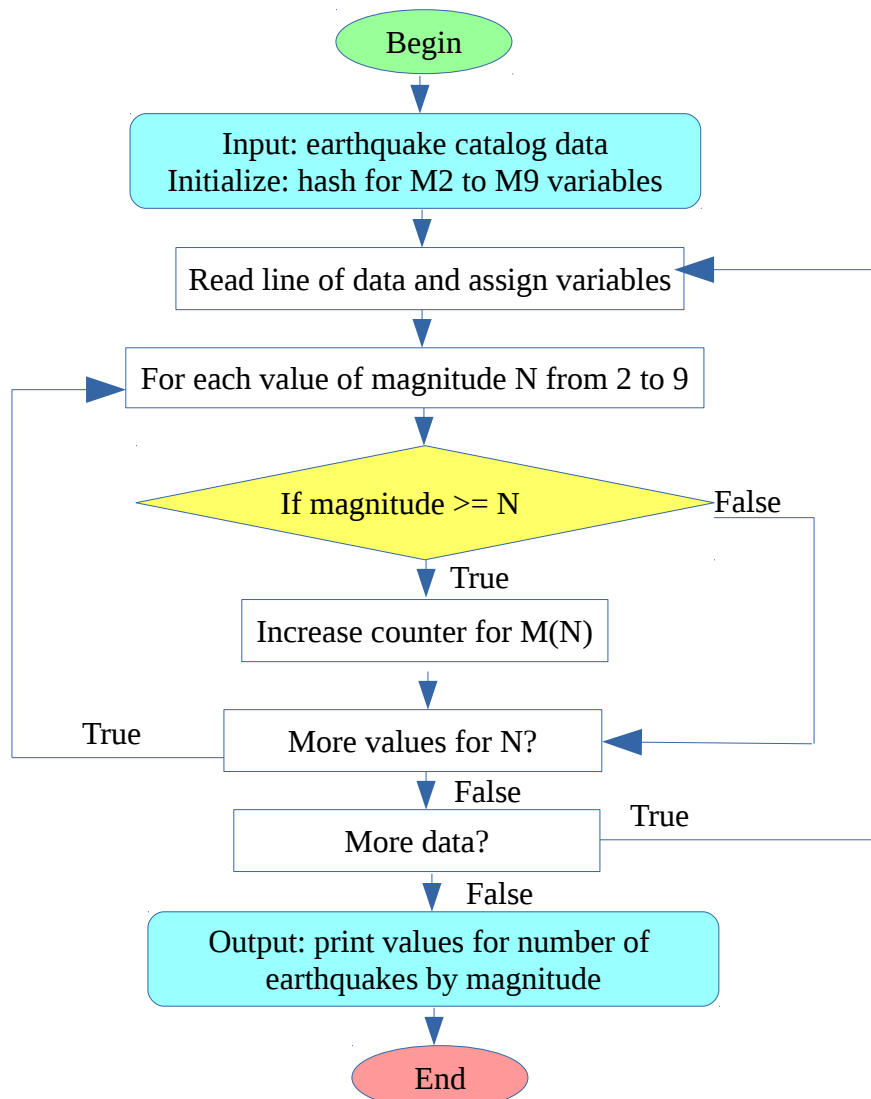 Begin
Input: earthquake catalog data
Initialize: hash for M2 to M9 variables
Read line of data and assign variables
For each value of magnitude N from 2 to 9
If magnitude >= N
False
True
Increase counter for M(N)
True
More values for N?
False
More data?
True
False
Output: print values for number of
earthquakes by magnitude
End